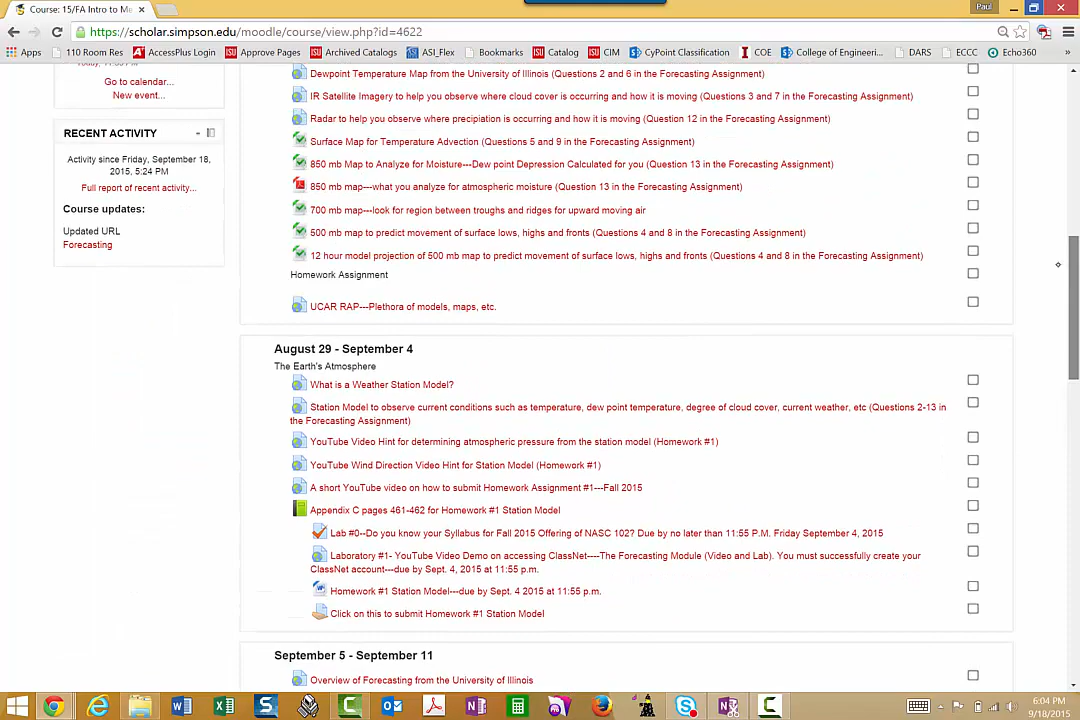 Course: 15/FA Intro to Me
Paul
https://scholar.simpson.edu/moodle/course/view.php?id=4622
Apps 110 Room Res AccessPlus Login Approve Pages Archived Catalogs ASI_Flex Bookmarks Catalog CIM CyPoint Classification COE College of Engineeri... DARS ECCC Echo360 »
Go to calendar...
New event...
RECENT ACTIVITY
Activity since Friday, September 18,
2015, 5:24 PM
Full report of recent activity...
Course updates:
Updated URL
Forecasting
Dewpoint Temperature Map from the University of Illinois (Questions 2 and 6 in the Forecasting Assignment)
IR Satellite Imagery to help you observe where cloud cover is occurring and how it is moving (Questions 3 and 7 in the Forecasting Assignment)
Radar to help you observe where precipiation is occurring and how it is moving (Question 12 in the Forecasting Assignment)
Surface Map for Temperature Advection (Questions 5 and 9 in the Forecasting Assignment)
850 mb Map to Analyze for Moisture---Dew point Depression Calculated for you (Question 13 in the Forecasting Assignment)
850 mb map---what you analyze for atmospheric moisture (Question 13 in the Forecasting Assignment)
700 mb map---look for region between troughs and ridges for upward moving air
500 mb map to predict movement of surface lows, highs and fronts (Questions 4 and 8 in the Forecasting Assignment)
12 hour model projection of 500 mb map to predict movement of surface lows, highs and fronts (Questions 4 and 8 in the Forecasting Assignment)
Homework Assignment
UCAR RAP---Plethora of models, maps, etc.
August 29 - September 4
The Earth's Atmosphere
What is a Weather Station Model?
Station Model to observe current conditions such as temperature, dew point temperature, degree of cloud cover, current weather, etc (Questions 2-13 in
the Forecasting Assignment)
YouTube Video Hint for determining atmospheric pressure from the station model (Homework #1)
YouTube Wind Direction Video Hint for Station Model (Homework #1)
A short YouTube video on how to submit Homework Assignment #1---Fall 2015
Appendix C pages 461-462 for Homework #1 Station Model
Lab #0--Do you know your Syllabus for Fall 2015 Offering of NASC 102? Due by no later than 11:55 P.M. Friday September 4, 2015
Laboratory #1- YouTube Video Demo on accessing ClassNet----The Forecasting Module (Video and Lab). You must successfully create your
ClassNet account---due by Sept. 4, 2015 at 11:55 p.m.
Homework #1 Station Model---due by Sept. 4 2015 at 11:55 p.m.
Click on this to submit Homework #1 Station Model
September 5 - September 11
Overview of Forecasting from the University of Illinois
6:04 PM
9/18/2015